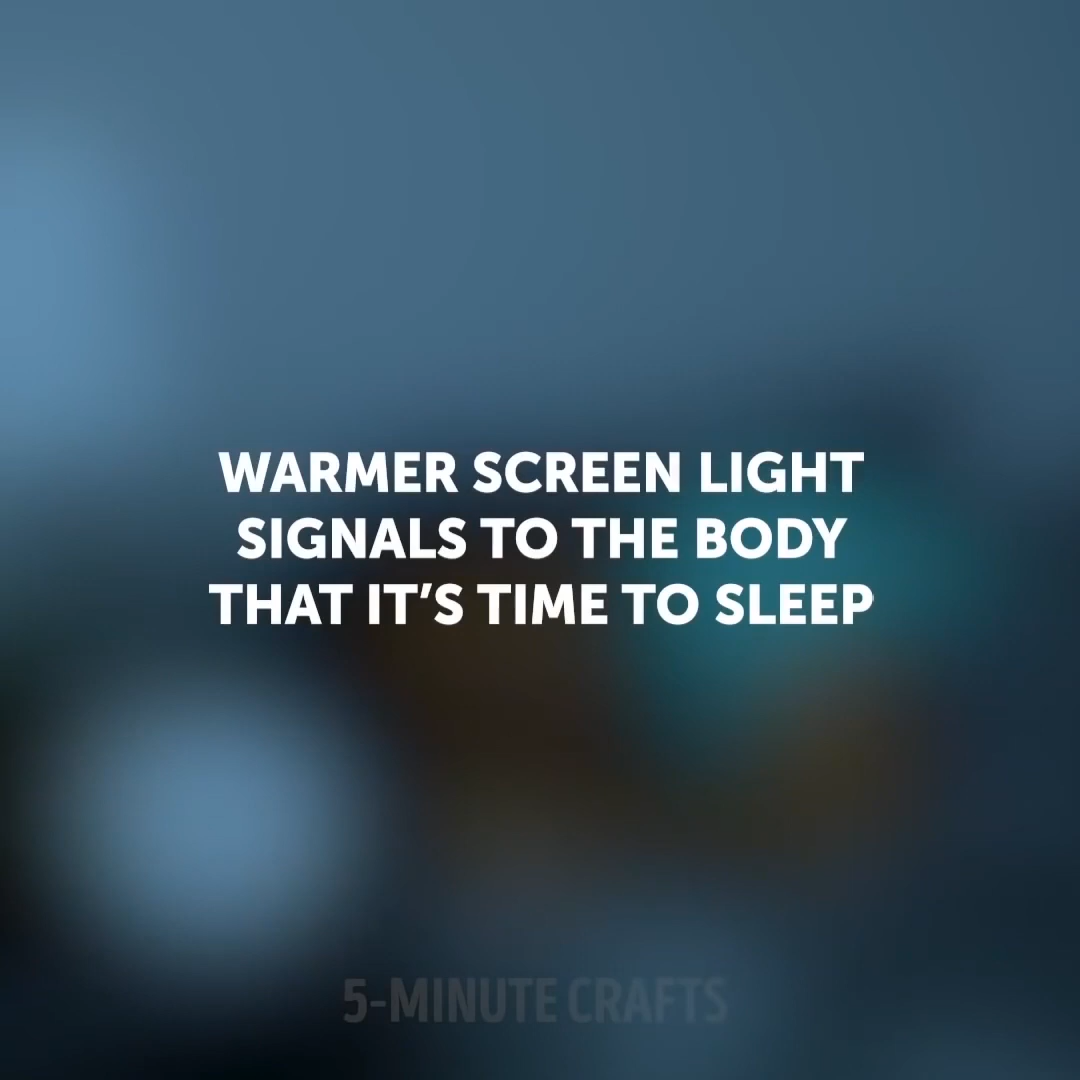 WARMER SCREEN LIGHT
SIGNALS TO THE BODY
THAT IT’S TIME TO SLEEP
5-MINUTE CRAFTS